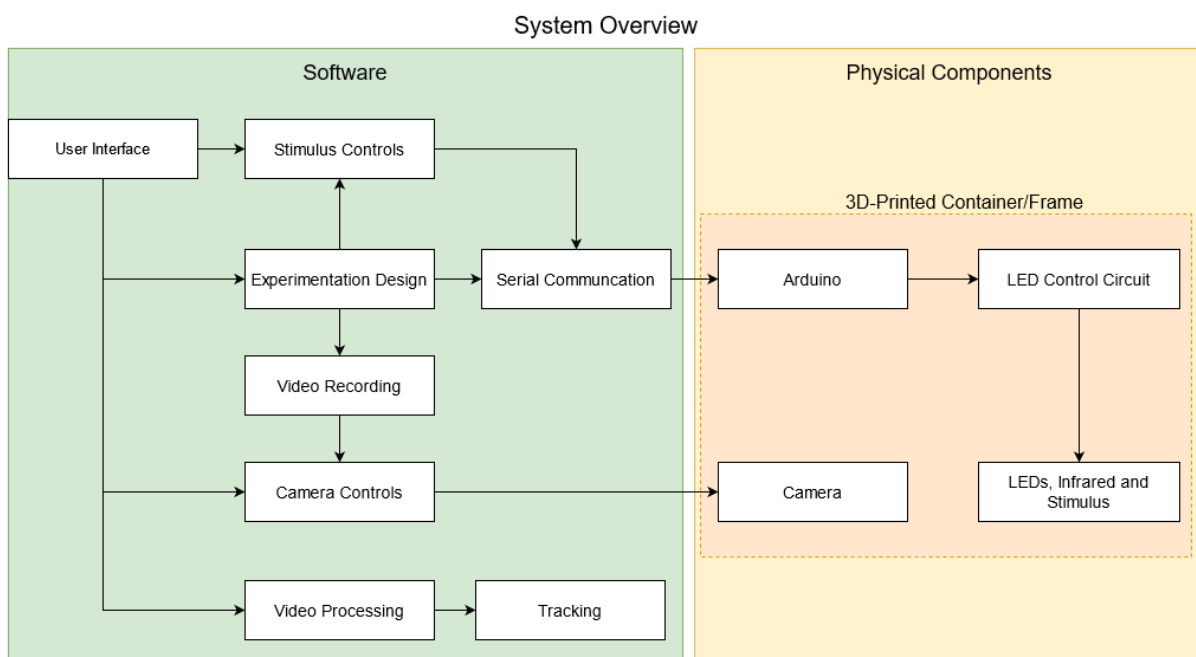 System Overview
Software
Physical Components
User Interface
Stimulus Controls
3D-Printed Container/Frame
Experimentation Design
Serial Communcation
Arduino
LED Control Circuit
Video Recording
Camera Controls
Camera
LEDs, Infrared and
Stimulus
Video Processing
Tracking